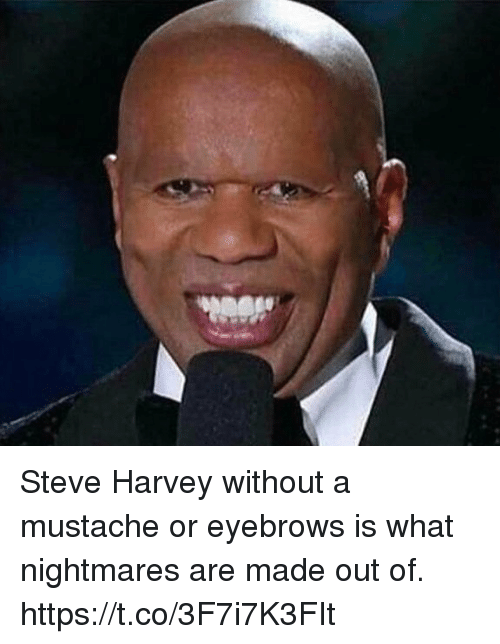 Steve Harvey without a
mustache or eyebrows is what
nightmares are made out of.
https://t.co/3F7i7K3FIt